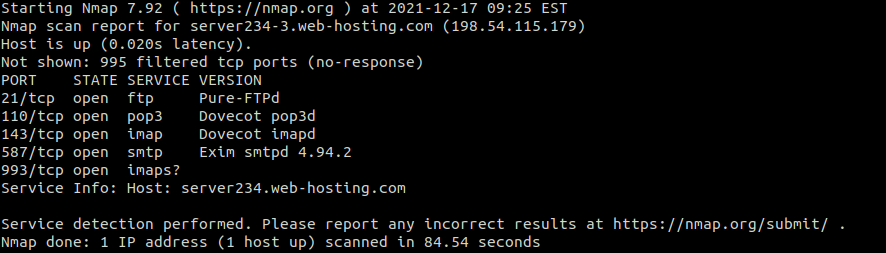 Starting Nmap 7.92 ( https://nmap.org ) at 2021-12-17 09:25 EST
Nmap scan report for server234-3.web-hosting.com (198.54.115.179)
Host is up (0.020s latency).
Not shown: 995 filtered tcp ports (no-response)
PORT    STATE SERVICE VERSION
21/tcp  open  ftp     Pure-FTPd
110/tcp open  pop3    Dovecot pop3d
143/tcp open  imap    Dovecot imapd
587/tcp open  smtp    Exim smtpd 4.94.2
993/tcp open  imaps?
Service Info: Host: server234.web-hosting.com

Service detection performed. Please report any incorrect results at https://nmap.org/submit/ .
Nmap done: 1 IP address (1 host up) scanned in 84.54 seconds